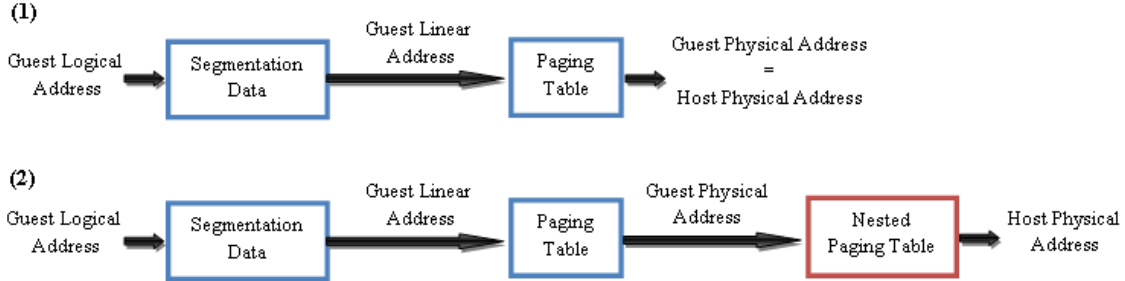 (1)
Guest Logical
Address
Segmentation
Data
Guest Linear
Address
Paging
Table
Guest Physical Address
=
Host Physical Address
(2)
Guest Logical
Address
Segmentation
Data
Guest Linear
Address
Paging
Table
Guest Physical
Address
Nested
Paging Table
Host Physical
Address